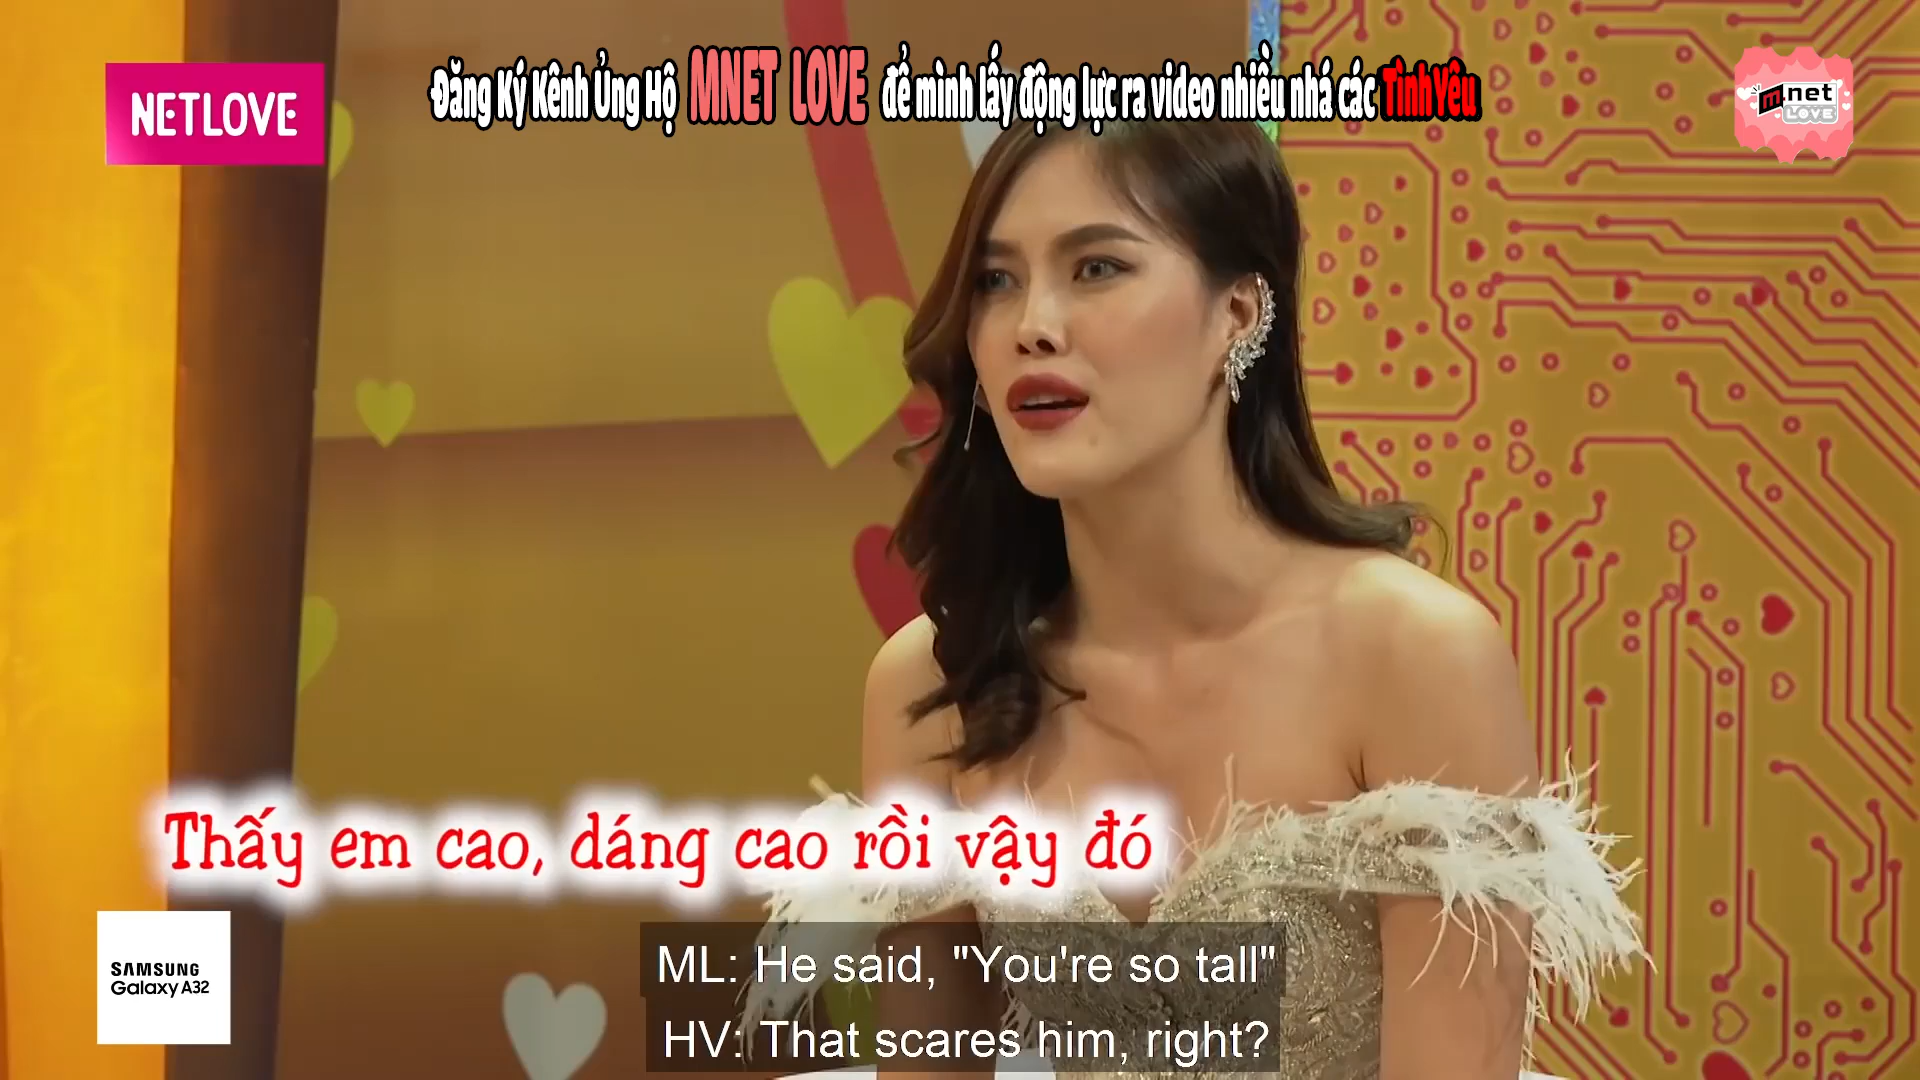 Đăng Ký Kênh Ủng Hộ MNET LOVE để mình lấy động lực ra video nhiều nhá các Tình Yêu
NETLOVE
m.net
LOVE
Thấy em cao, dáng cao rồi vậy đó
SAMSUNG
Galaxy A32
ML: He said, "You're so tall"
HV: That scares him, right?